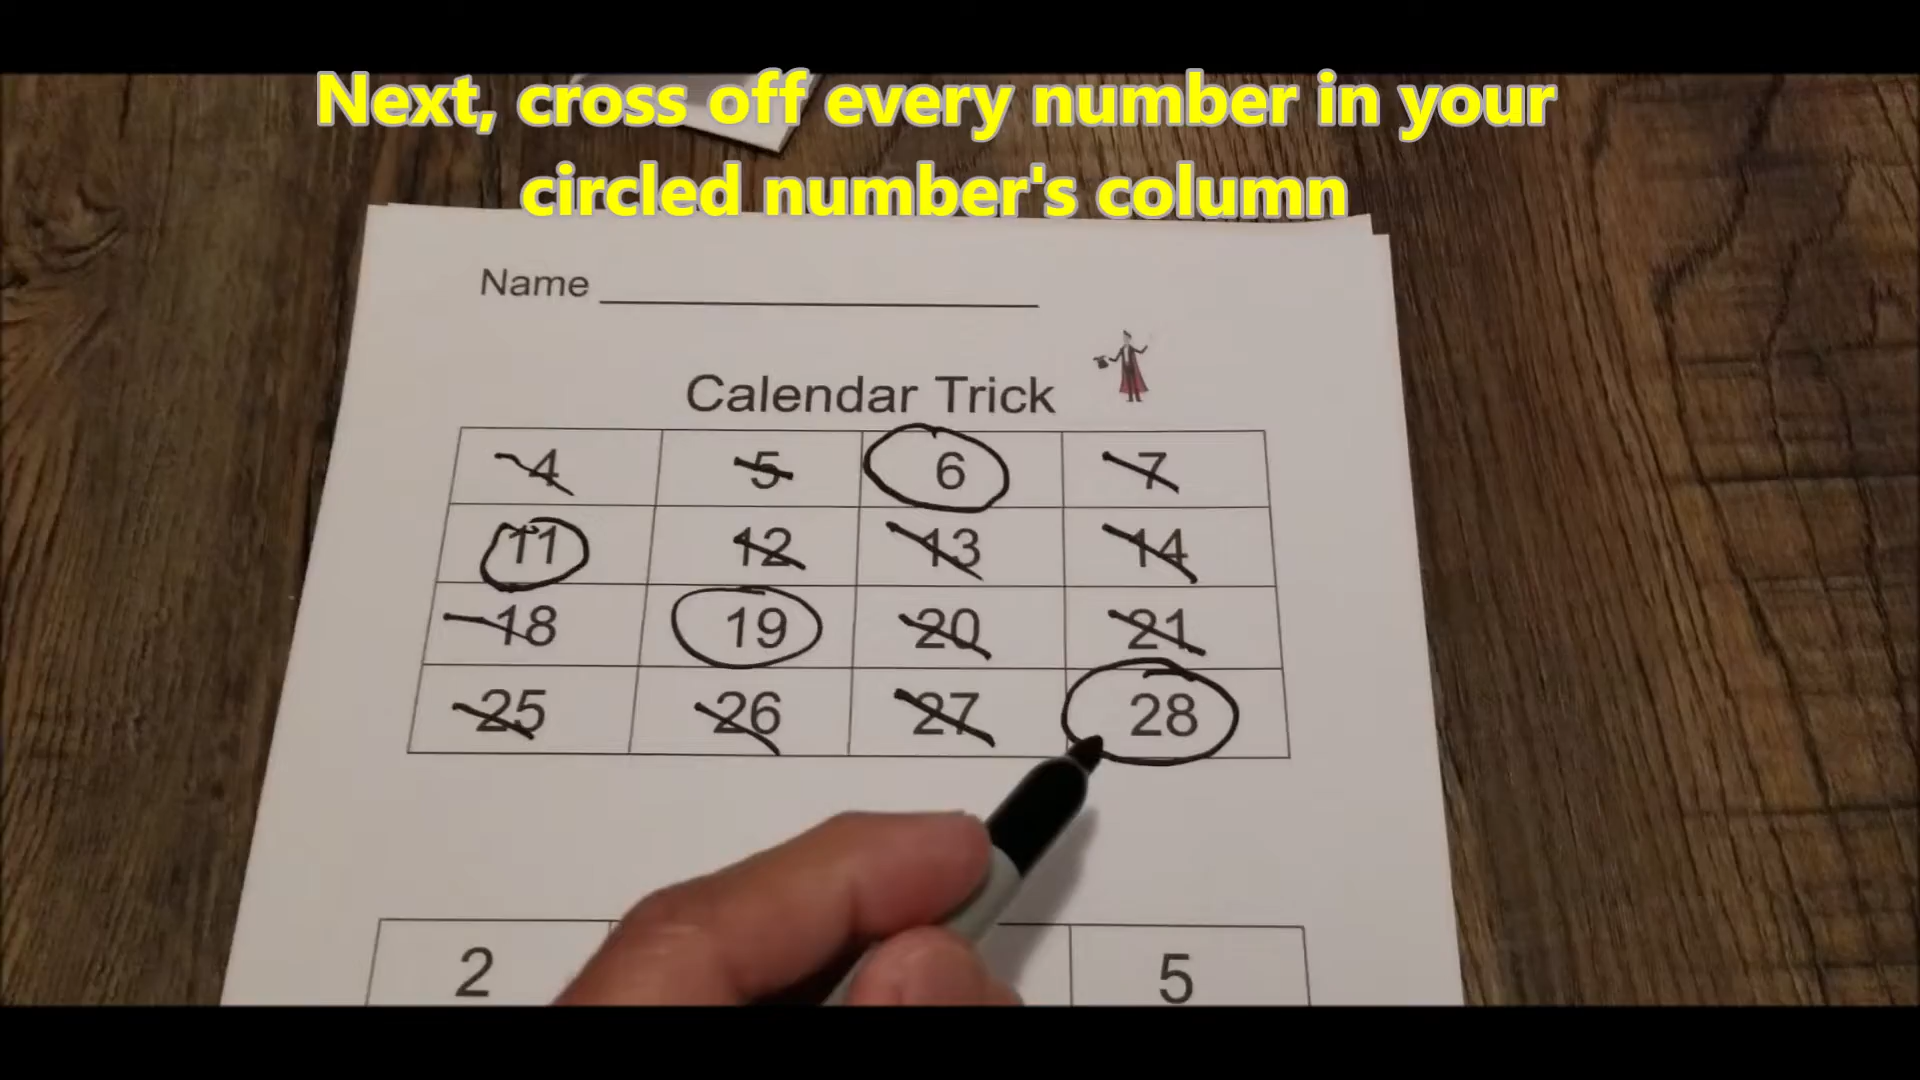 Next, cross off every number in your
circled number's column
Name
Calendar Trick
4 5 6 7
11 12 13 14
18 19 20 21
25 26 27 28
2 5